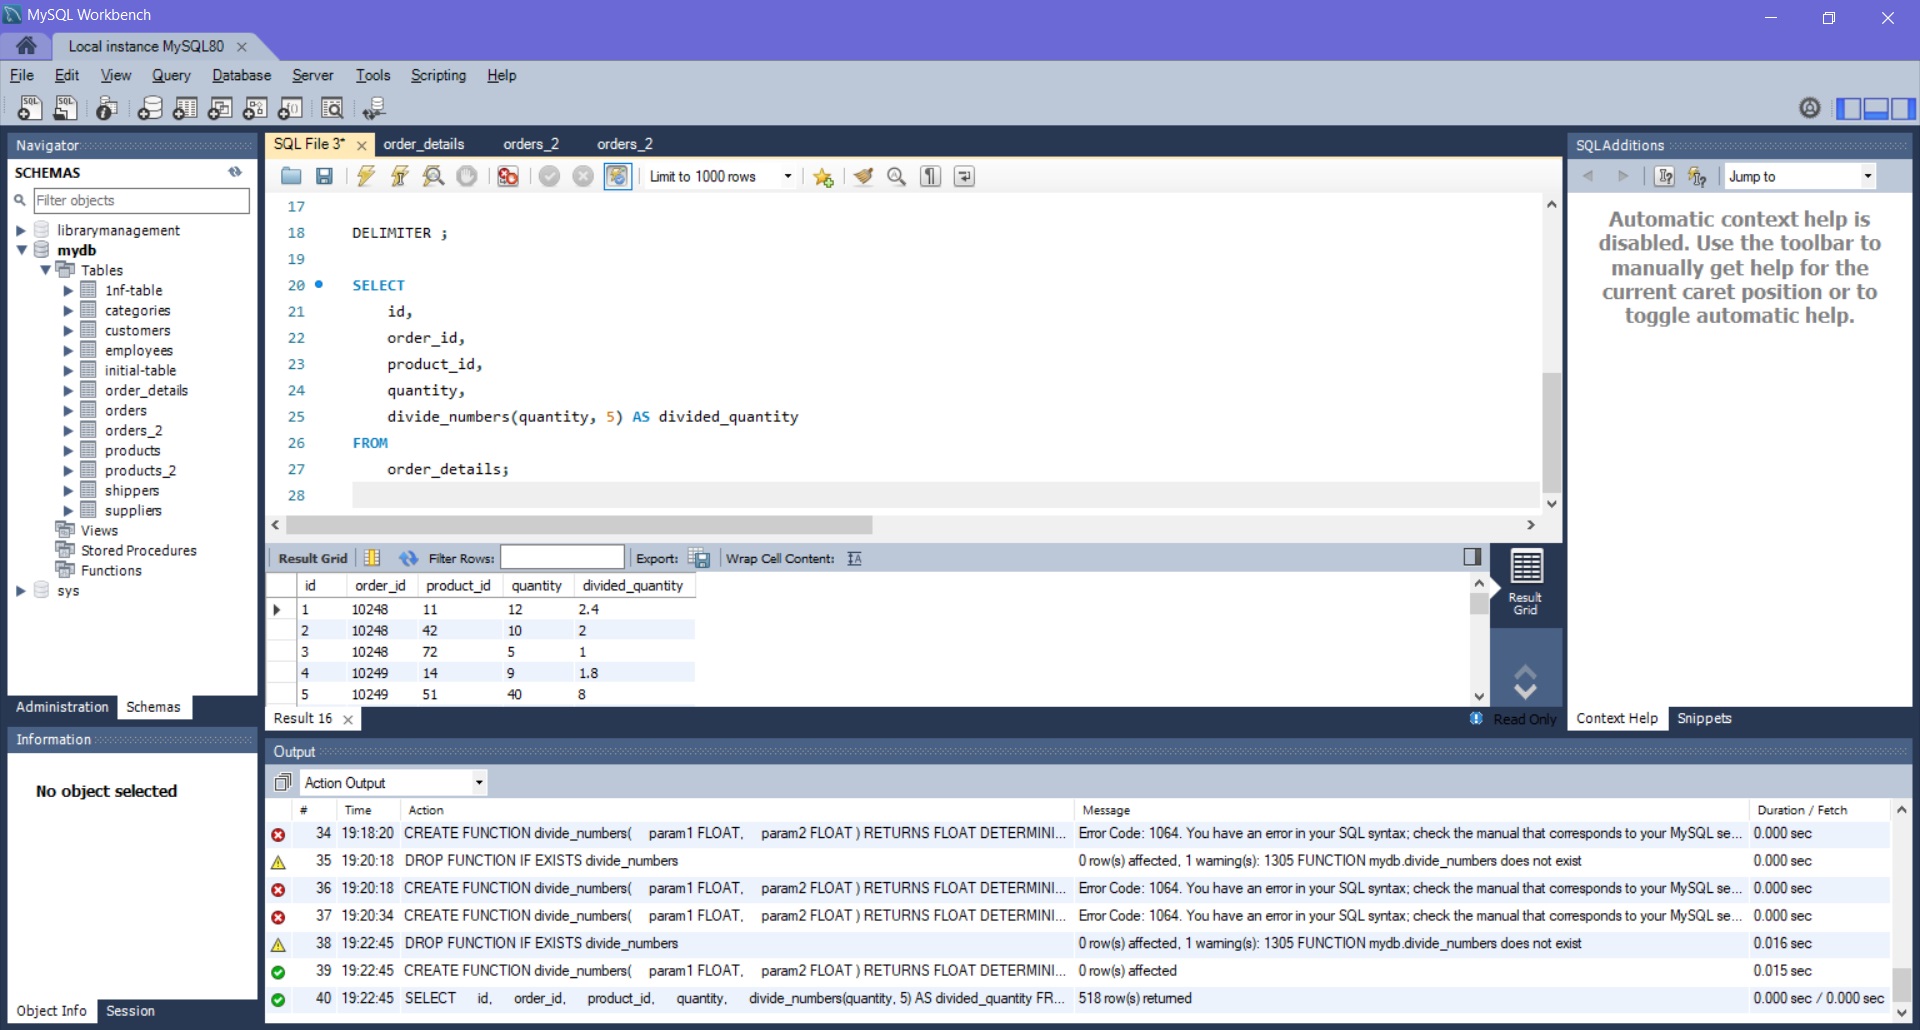 MySQL Workbench
Local instance MySQL80
File Edit View Query Database Server Tools Scripting Help
Navigator
SCHEMAS
Filter objects
librarymanagement
mydb
Tables
1nf-table
categories
customers
employees
initial-table
order_details
orders
orders_2
products
products_2
shippers
suppliers
Views
Stored Procedures
Functions
sys
Administration Schemas
Information
No object selected
Object Info Session
SQL File 3* order_details orders_2 orders_2
Limit to 1000 rows
17
18 DELIMITER ;
19
20 SELECT
21 id,
22 order_id,
23 product_id,
24 quantity,
25 divide_numbers(quantity, 5) AS divided_quantity
26 FROM
27 order_details;
28
Result Grid Filter Rows: Export: Wrap Cell Content:
id order_id product_id quantity divided_quantity
1 10248 11 12 2.4
2 10248 42 10 2
3 10248 72 5 1
4 10249 14 9 1.8
5 10249 51 40 8
Result
Grid
Result 16
Read Only
SQLAdditions
Jump to
Automatic context help is
disabled. Use the toolbar to
manually get help for the
current caret position or to
toggle automatic help.
Context Help Snippets
Output
Action Output
# Time Action Message Duration / Fetch
34 19:18:20 CREATE FUNCTION divide_numbers( param1 FLOAT, param2 FLOAT ) RETURNS FLOAT DETERMINI... Error Code: 1064. You have an error in your SQL syntax; check the manual that corresponds to your MySQL se... 0.000 sec
35 19:20:18 DROP FUNCTION IF EXISTS divide_numbers 0 row(s) affected, 1 warning(s): 1305 FUNCTION mydb.divide_numbers does not exist 0.000 sec
36 19:20:18 CREATE FUNCTION divide_numbers( param1 FLOAT, param2 FLOAT ) RETURNS FLOAT DETERMINI... Error Code: 1064. You have an error in your SQL syntax; check the manual that corresponds to your MySQL se... 0.000 sec
37 19:20:34 CREATE FUNCTION divide_numbers( param1 FLOAT, param2 FLOAT ) RETURNS FLOAT DETERMINI... Error Code: 1064. You have an error in your SQL syntax; check the manual that corresponds to your MySQL se... 0.000 sec
38 19:22:45 DROP FUNCTION IF EXISTS divide_numbers 0 row(s) affected, 1 warning(s): 1305 FUNCTION mydb.divide_numbers does not exist 0.016 sec
39 19:22:45 CREATE FUNCTION divide_numbers( param1 FLOAT, param2 FLOAT ) RETURNS FLOAT DETERMINI... 0 row(s) affected 0.015 sec
40 19:22:45 SELECT id, order_id, product_id, quantity, divide_numbers(quantity, 5) AS divided_quantity FR... 518 row(s) returned 0.000 sec / 0.000 sec